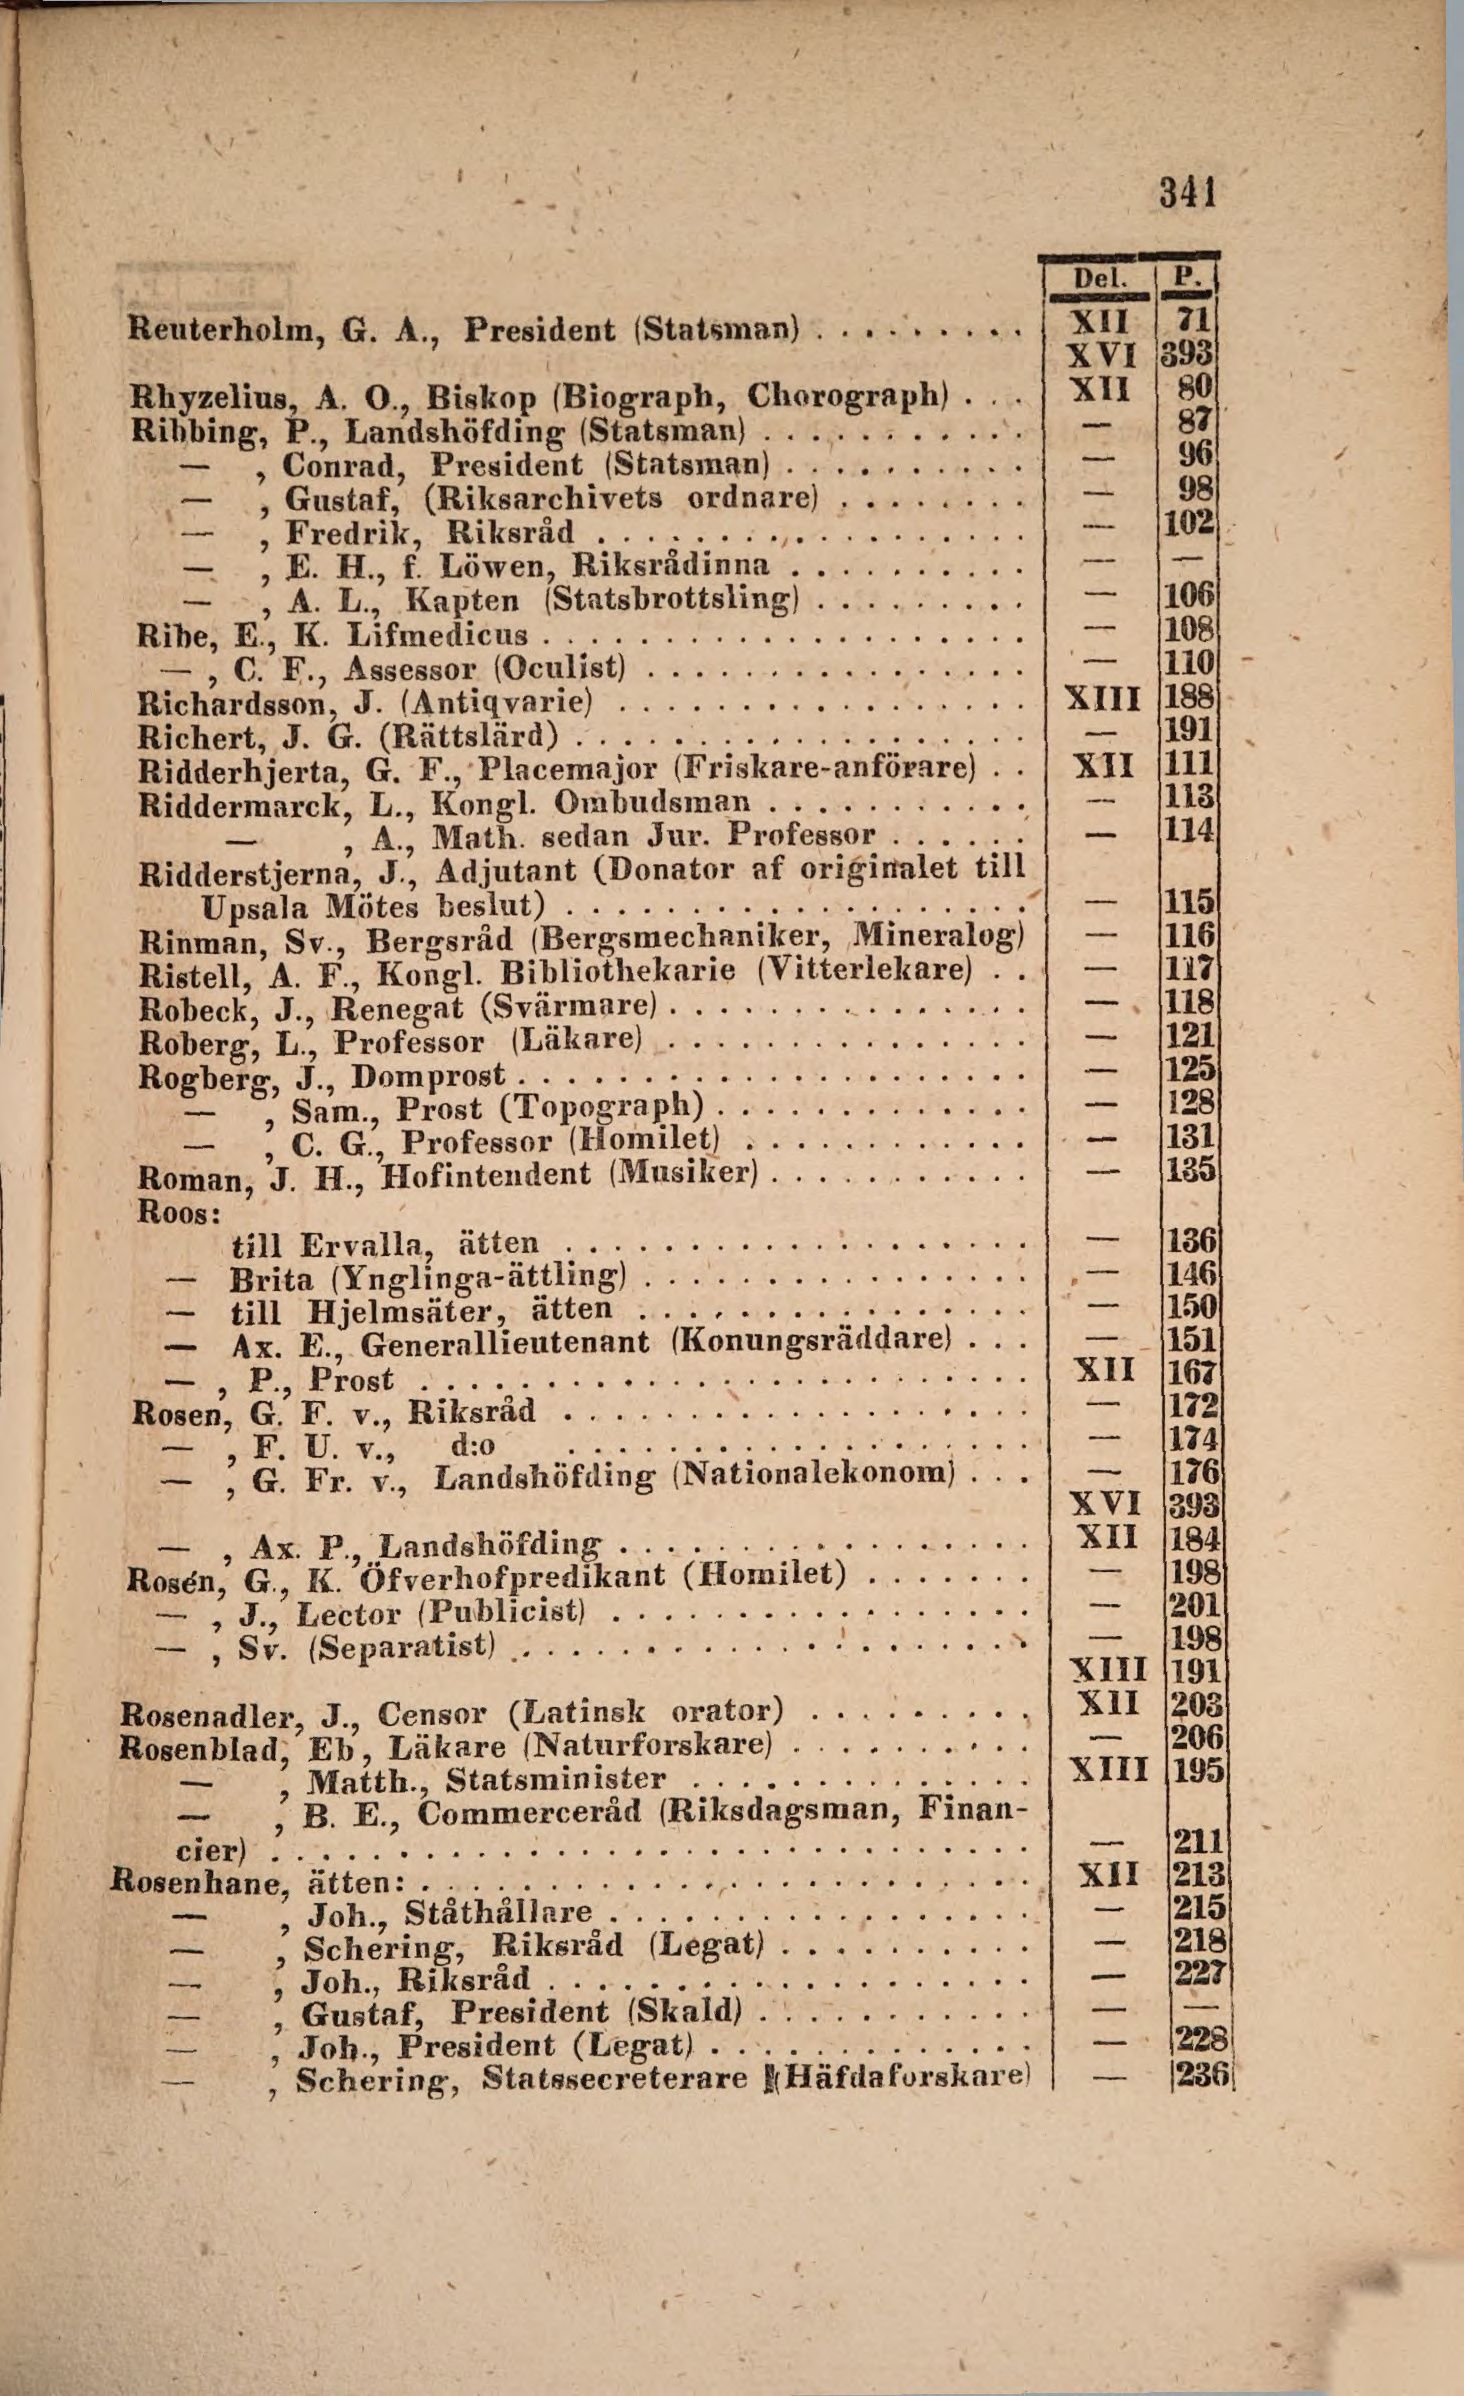 341
Del. P.
Reuterholm, G. A., President (Statsman) . . . . . . . . . XII 71
XVI 393
Rhyzelius, A. O., Biskop (Biograph, Chorograph) . . . XII 80
Ribbing, P., Landshöfding (Statsman) . . . . . . . . . . . — 87
— , Conrad, President (Statsman) . . . . . . . . . . — 96
— , Gustaf, (Riksarchivets ordnare) . . . . . . . . — 98
— , Fredrik, Riksråd . . . . . . . . . . . . . . . . . . — 102
— , E. H., f. Löwen, Riksrådinna . . . . . . . . . . — —
— , A. L., Kapten (Statsbrottsling) . . . . . . . . . — 106
Ribe, E., K. Lifmedicus . . . . . . . . . . . . . . . . . . . . — 108
— , C. F., Assessor (Oculist) . . . . . . . . . . . . . . . . — 110
Richardsson, J. (Antiqvarie) . . . . . . . . . . . . . . . . . XIII 188
Richert, J. G. (Rättslärd) . . . . . . . . . . . . . . . . . . . — 191
Ridderhjerta, G. F., Placemajor (Friskare-anförare) . . XII 111
Riddermarck, L., Kongl. Ombudsman . . . . . . . . . . . — 113
— , A., Math. sedan Jur. Professor . . . . . . — 114
Ridderstjerna, J., Adjutant (Donator af originalet till
Upsala Mötes beslut) . . . . . . . . . . . . . . . . . . . — 115
Rinman, Sv., Bergsråd (Bergsmechaniker, Mineralog) — 116
Ristell, A. F., Kongl. Bibliothekarie (Vitterlekare) . . — 117
Robeck, J., Renegat (Svärmare) . . . . . . . . . . . . . . . — 118
Roberg, L., Professor (Läkare) . . . . . . . . . . . . . . . — 121
Rogberg, J., Domprost . . . . . . . . . . . . . . . . . . . . . — 125
— , Sam., Prost (Topograph) . . . . . . . . . . . . . — 128
— , C. G., Professor (Homilet) . . . . . . . . . . . . — 131
Roman, J. H., Hofintendent (Musiker) . . . . . . . . . . . — 135
Roos:
till Ervalla, ätten . . . . . . . . . . . . . . . . . . . — 136
— Brita (Ynglinga-ättling) . . . . . . . . . . . . . . . . — 146
— till Hjelmsäter, ätten . . . . . . . . . . . . . . . . — 150
— Ax. E., Generallieutenant (Konungsräddare) . . . — 151
— , P., Prost . . . . . . . . . . . . . . . . . . . . . . . . XII 167
Rosen, G. F. v., Riksråd . . . . . . . . . . . . . . . . . . . — 172
— , F. U. v., d:o . . . . . . . . . . . . . . . . . . . — 174
— , G. Fr. v., Landshöfding (Nationalekonom) . . . — 176
XVI 393
— , Ax. P., Landshöfding . . . . . . . . . . . . . . . . . XII 184
Rosén, G., K. Öfverhofpredikant (Homilet) . . . . . . . — 198
— , J., Lector (Publicist) . . . . . . . . . . . . . . . . . — 201
— , Sv. (Separatist) . . . . . . . . . . . . . . . . . . . . . — 198
XIII 191
Rosenadler, J., Censor (Latinsk orator) . . . . . . . . . XII 203
Rosenblad, Eb, Läkare (Naturforskare) . . . . . . . . . . — 206
— , Matth., Statsminister . . . . . . . . . . . . . . XIII 195
— , B. E., Commerceråd (Riksdagsman, Finan-
cier) . . . . . . . . . . . . . . . . . . . . . . . . . . . . . . — 211
Rosenhane, ätten: . . . . . . . . . . . . . . . . . . . . . . . . XII 213
— , Joh., Ståthållare . . . . . . . . . . . . . . . . . — 215
— , Schering, Riksråd (Legat) . . . . . . . . . . — 218
— , Joh., Riksråd . . . . . . . . . . . . . . . . . . . — 227
— , Gustaf, President (Skald) . . . . . . . . . . . — —
— , Joh., President (Legat) . . . . . . . . . . . . . — 228
— , Schering, Statssecreterare (Häfdaforskare) — 236